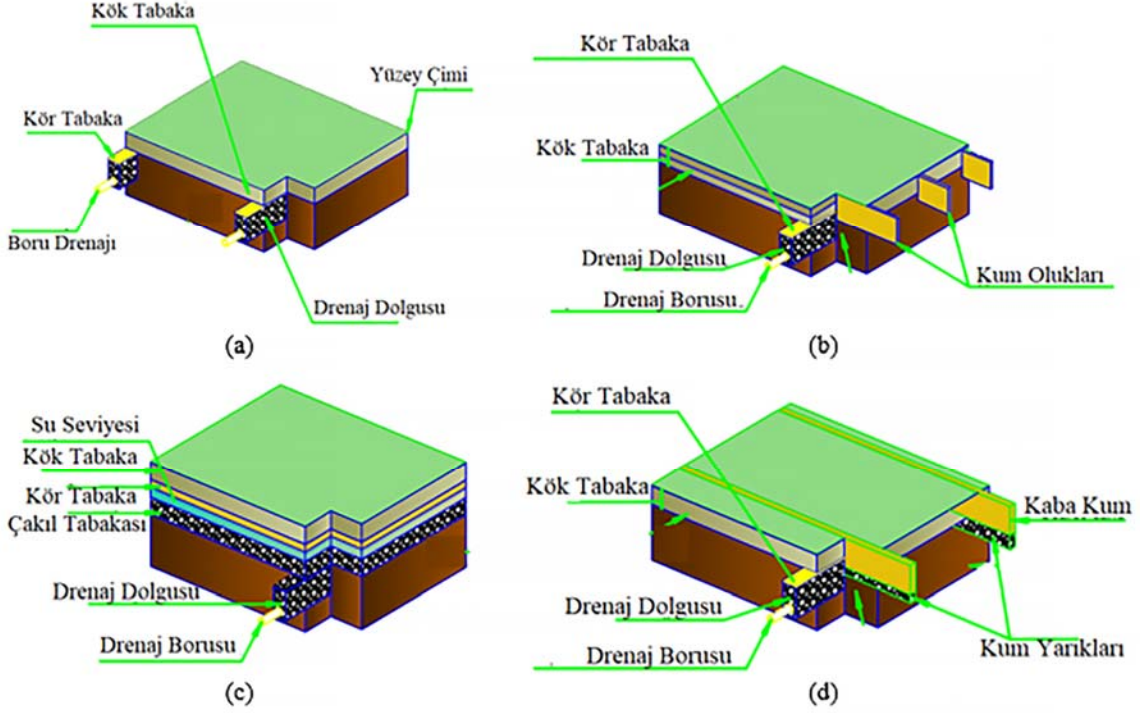 Kök Tabaka
Yüzey Çimi
Kör Tabaka
Boru Drenajı
Drenaj Dolgusu
(a)
Kör Tabaka
Kök Tabaka
Drenaj Dolgusu
Drenaj Borusu
Kum Olukları
(b)
Su Seviyesi
Kök Tabaka
Kör Tabaka
Çakıl Tabakası
Drenaj Dolgusu
Drenaj Borusu
(c)
Kör Tabaka
Kök Tabaka
Kaba Kum
Drenaj Dolgusu
Drenaj Borusu
Kum Yarıkları
(d)